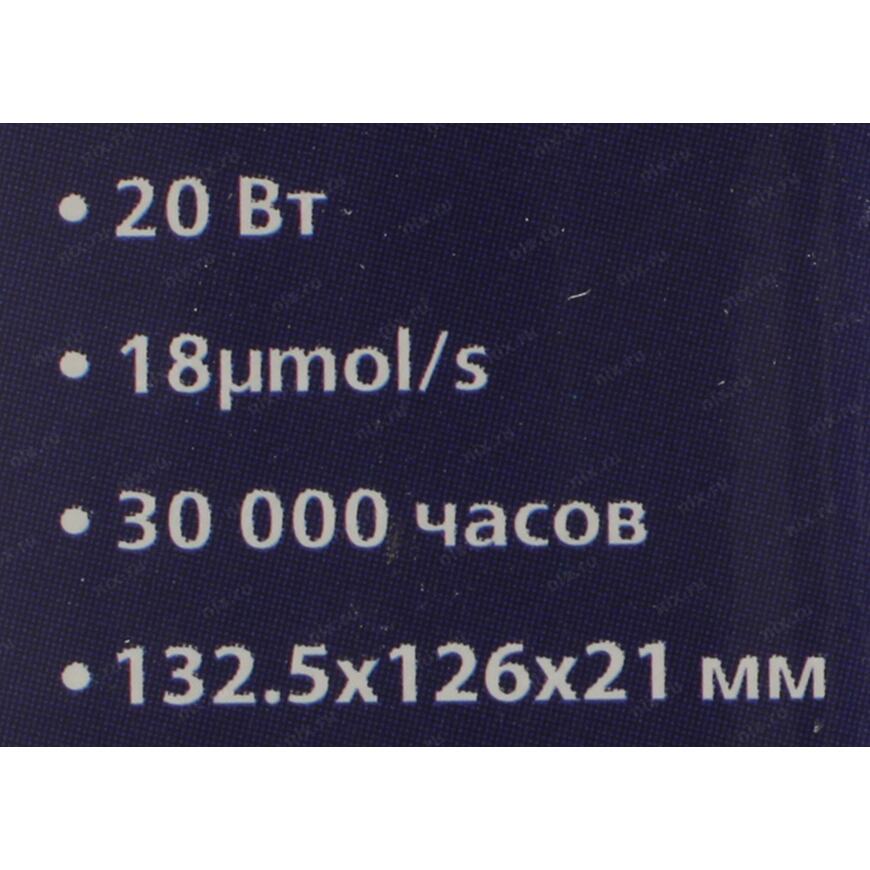 • 20 Вт
• 18µmol/s
• 30 000 часов
• 132.5x126x21 мм